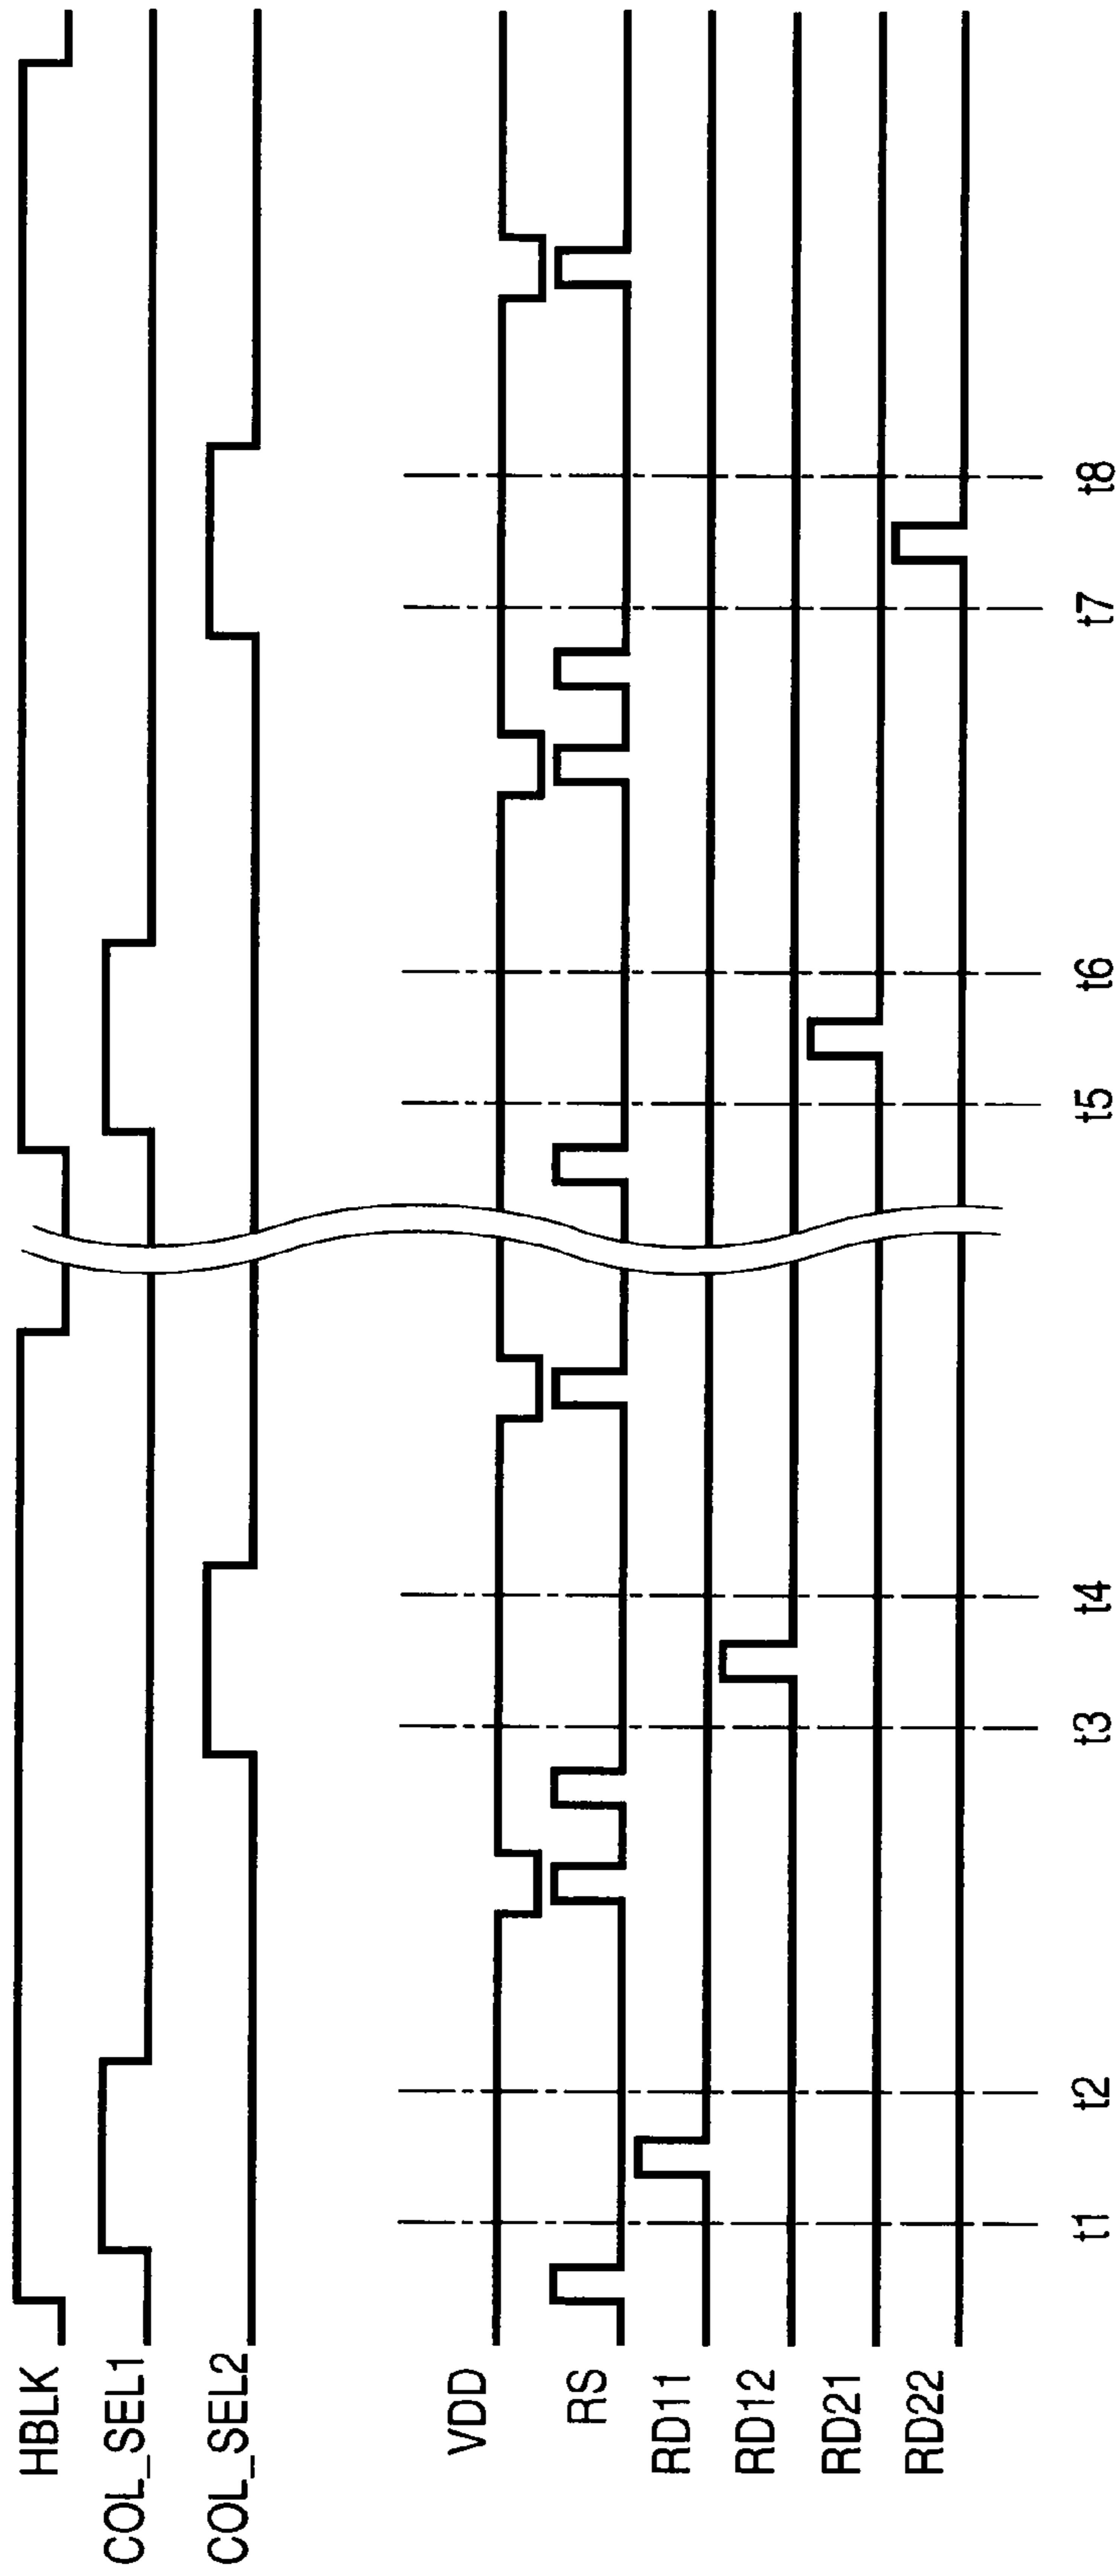 HBLK
COL_SEL1
COL_SEL2
VDD
RS
RD11
RD12
RD21
RD22
t1
t2
t3
t4
t5
t6
t7
t8